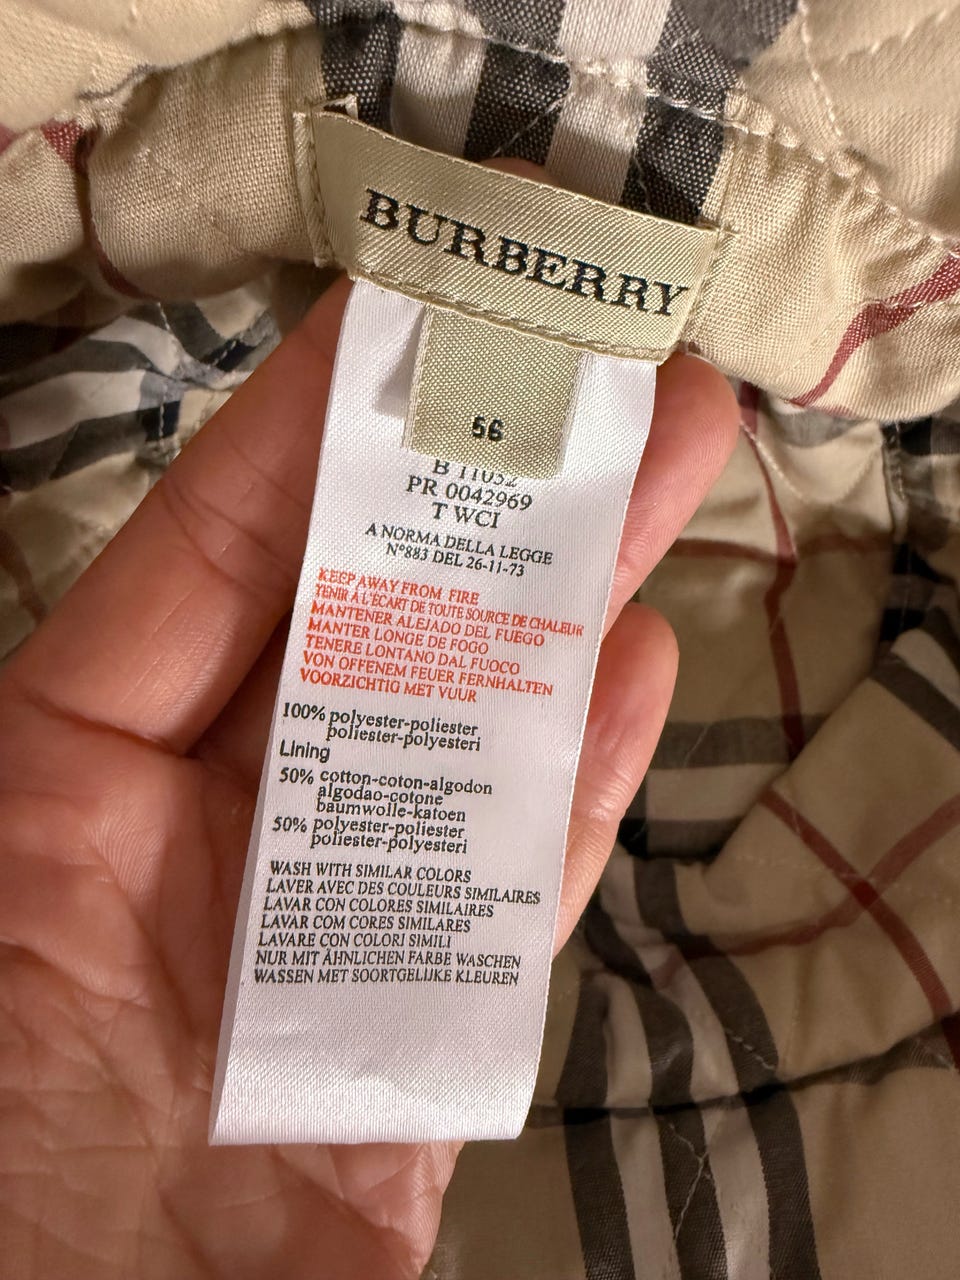 BURBERRY
56
B 11052
PR 0042969
T WCI
A NORMA DELLA LEGGE
N°883 DEL 26-11-73
KEEP AWAY FROM FIRE
TENIR A L'ÉCART DE TOUTE SOURCE DE CHALEUR
MANTENER ALEJADO DEL FUEGO
MANTER LONGE DE FOGO
TENERE LONTANO DAL FUOCO
VON OFFENEM FEUER FERNHALTEN
VOORZICHTIG MET VUUR
100% polyester-poliester
poliester-polyesteri
Lining
50% cotton-coton-algodon
algodao-cotone
baumwolle-katoen
50% polyester-poliester
poliester-polyesteri
WASH WITH SIMILAR COLORS
LAVER AVEC DES COULEURS SIMILAIRES
LAVAR CON COLORES SIMILAIRES
LAVAR COM CORES SIMILARES
LAVARE CON COLORI SIMILI
NUR MIT ÄHNLICHEN FARBE WASCHEN
WASSEN MET SOORTGELIJKE KLEUREN